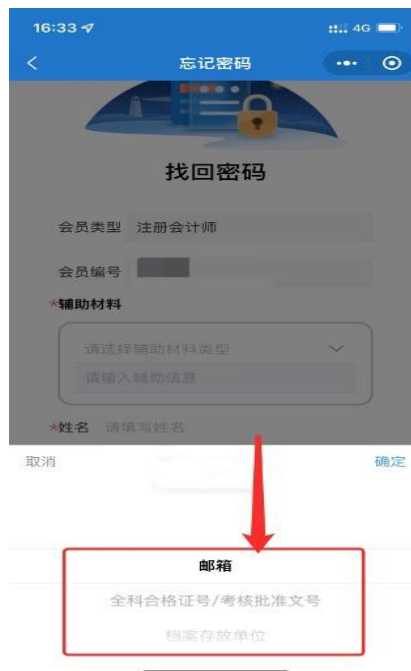 16:33 4G
忘记密码
找回密码
会员类型 注册会计师
会员编号
*辅助材料
请选择辅助材料类型
请输入辅助信息
*姓名 请填写姓名
取消 确定
邮箱
全科合格证号/考核批准文号
档案存放单位